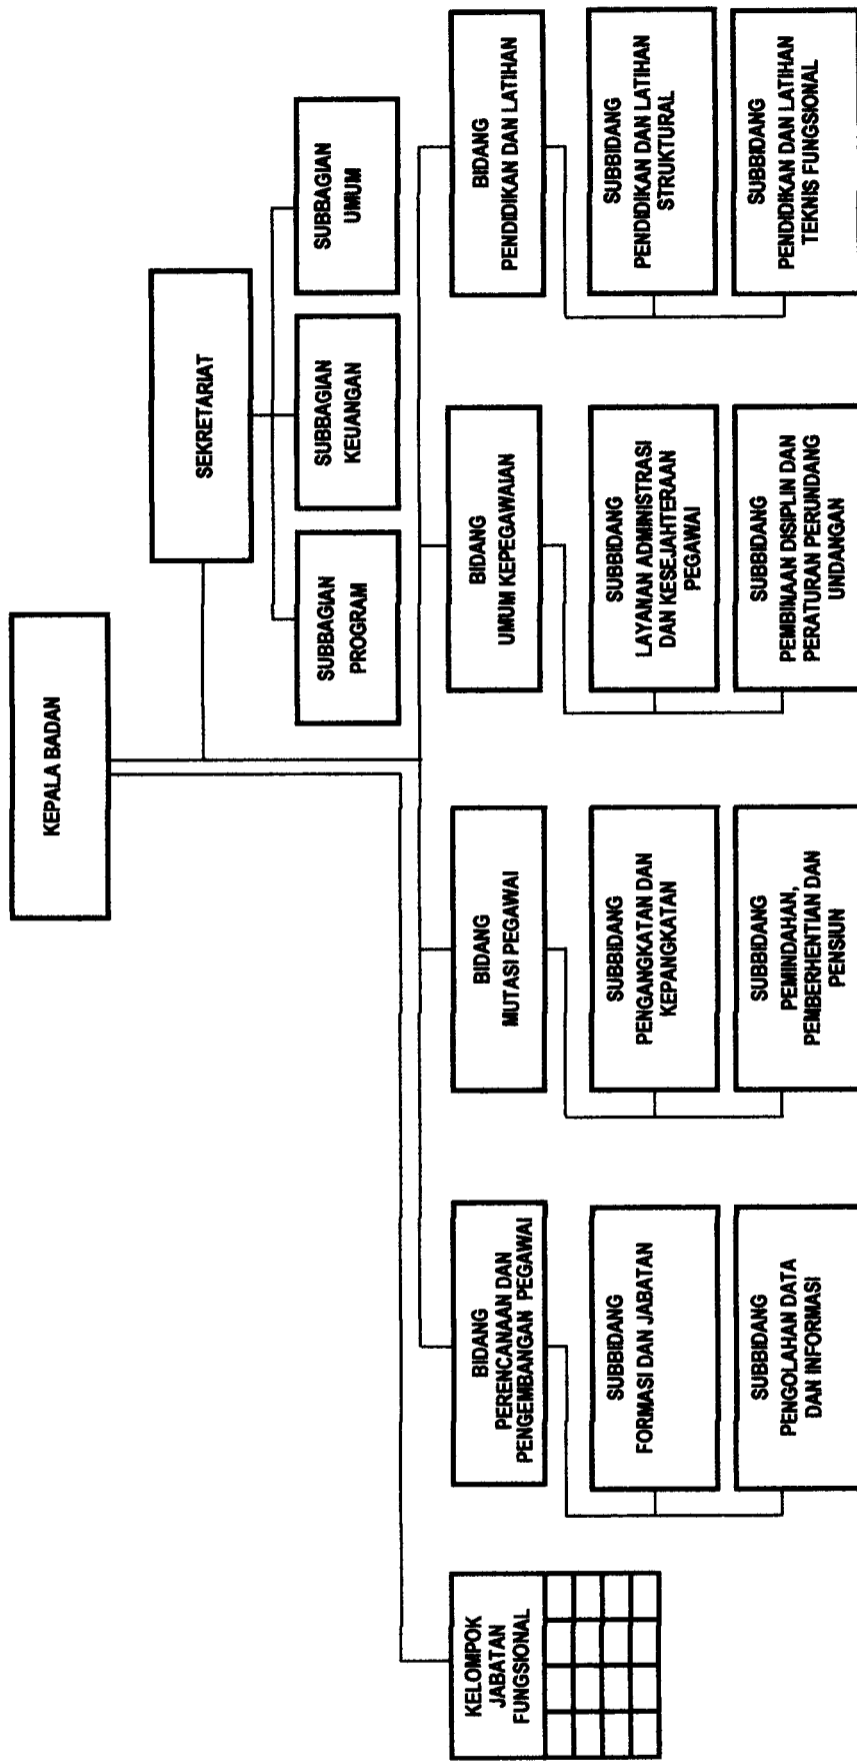 KEPALA BADAN
SEKRETARIAT
SUBBAGIAN
PROGRAM
SUBBAGIAN
KEUANGAN
SUBBAGIAN
UMUM
KELOMPOK
JABATAN
FUNGSIONAL
BIDANG
PERENCANAAN DAN
PENGEMBANGAN PEGAWAI
BIDANG
MUTASI PEGAWAI
BIDANG
UMUM KEPEGAWAIAN
BIDANG
PENDIDIKAN DAN LATIHAN
SUBBIDANG
FORMASI DAN JABATAN
SUBBIDANG
PENGANGKATAN DAN
KEPANGKATAN
SUBBIDANG
LAYANAN ADMINISTRASI
DAN KESEJAHTERAAN
PEGAWAI
SUBBIDANG
PENDIDIKAN DAN LATIHAN
STRUKTURAL
SUBBIDANG
PENGOLAHAN DATA
DAN INFORMASI
SUBBIDANG
PEMINDAHAN,
PEMBERHENTIAN DAN
PENSIUN
SUBBIDANG
PEMBINAAN DISIPLIN DAN
PERATURAN PERUNDANG
UNDANGAN
SUBBIDANG
PENDIDIKAN DAN LATIHAN
TEKNIS FUNGSIONAL